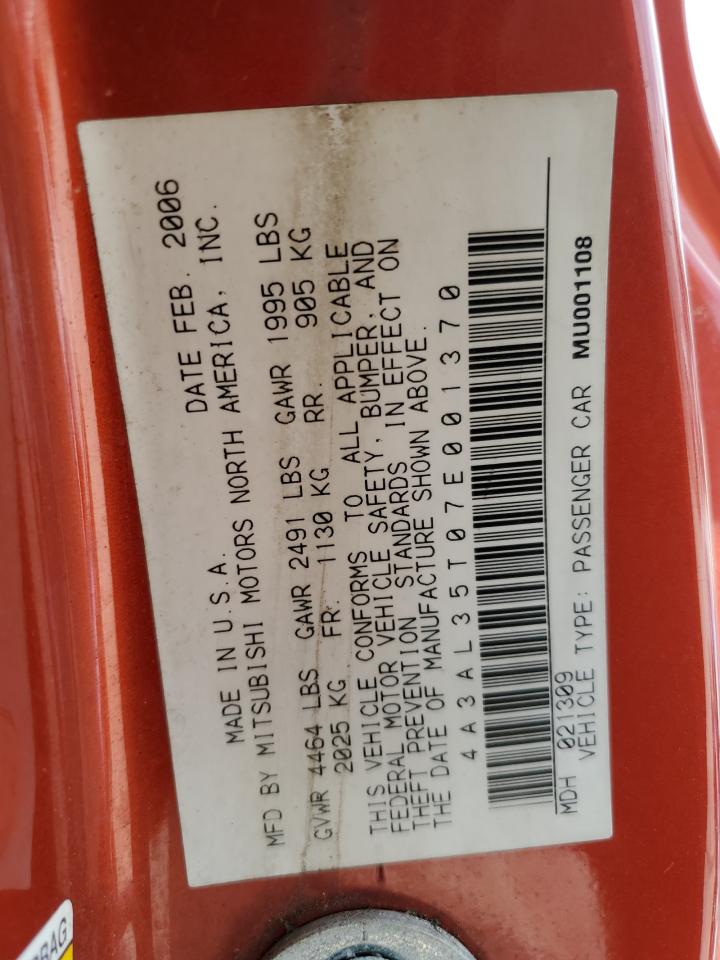 MADE IN U.S.A. DATE FEB. 2006
MFD BY MITSUBISHI MOTORS NORTH AMERICA, INC.
GVWR 4464 LBS GAWR 2491 LBS GAWR 1995 LBS
2025 KG FR. 1130 KG RR. 905 KG
THIS VEHICLE CONFORMS TO ALL APPLICABLE
FEDERAL MOTOR VEHICLE SAFETY, BUMPER, AND
THEFT PREVENTION STANDARDS IN EFFECT ON
THE DATE OF MANUFACTURE SHOWN ABOVE.
4A3AL35T07E001370
MDH 021309
VEHICLE TYPE: PASSENGER CAR MU001108